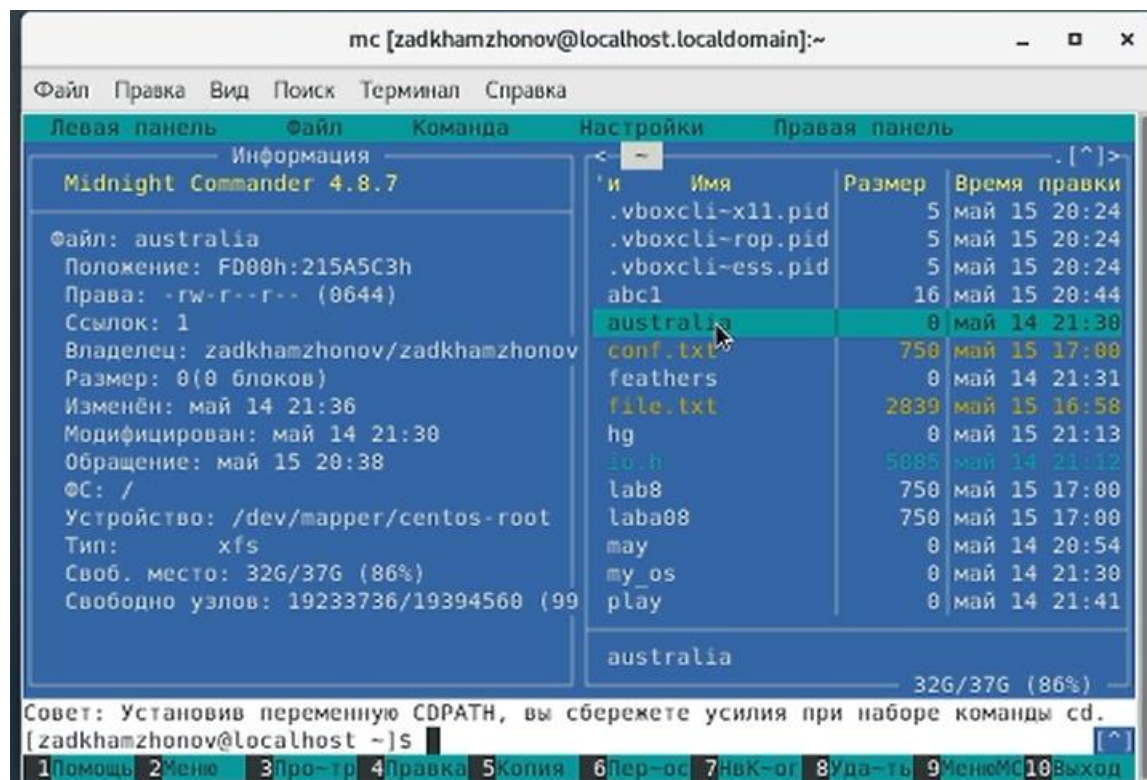 mc [zadkhamzhonov@localhost.localdomain]:~
Файл Правка Вид Поиск Терминал Справка
Левая панель Файл Команда Настройки Правая панель
Информация
Midnight Commander 4.8.7
Файл: australia
Положение: FD00h:215A5C3h
Права: -rw-r--r-- (0644)
Ссылок: 1
Владелец: zadkhamzhonov/zadkhamzhonov
Размер: 0(0 блоков)
Изменён: май 14 21:36
Модифицирован: май 14 21:30
Обращение: май 15 20:38
ФС: /
Устройство: /dev/mapper/centos-root
Тип: xfs
Своб. место: 32G/37G (86%)
Свободно узлов: 19233736/19394560 (99
< ~ .[^]>
'и Имя Размер Время правки
.vboxcli~x11.pid 5 май 15 20:24
.vboxcli~rop.pid 5 май 15 20:24
.vboxcli~ess.pid 5 май 15 20:24
abc1 16 май 15 20:44
australia 0 май 14 21:30
conf.txt 750 май 15 17:00
feathers 0 май 14 21:31
file.txt 2839 май 15 16:58
hg 0 май 15 21:13
io.h 5085 май 14 21:12
lab8 750 май 15 17:00
laba08 750 май 15 17:00
may 0 май 14 20:54
my_os 0 май 14 21:30
play 0 май 14 21:41
australia
32G/37G (86%)
Совет: Установив переменную CDPATH, вы сбережете усилия при наборе команды cd.
[zadkhamzhonov@localhost ~]$ [^]
1Помощь 2Меню 3Про~тр 4Правка 5Копия 6Пер~ос 7НвК~ог 8Уда~ть 9МенюМС 10Выход